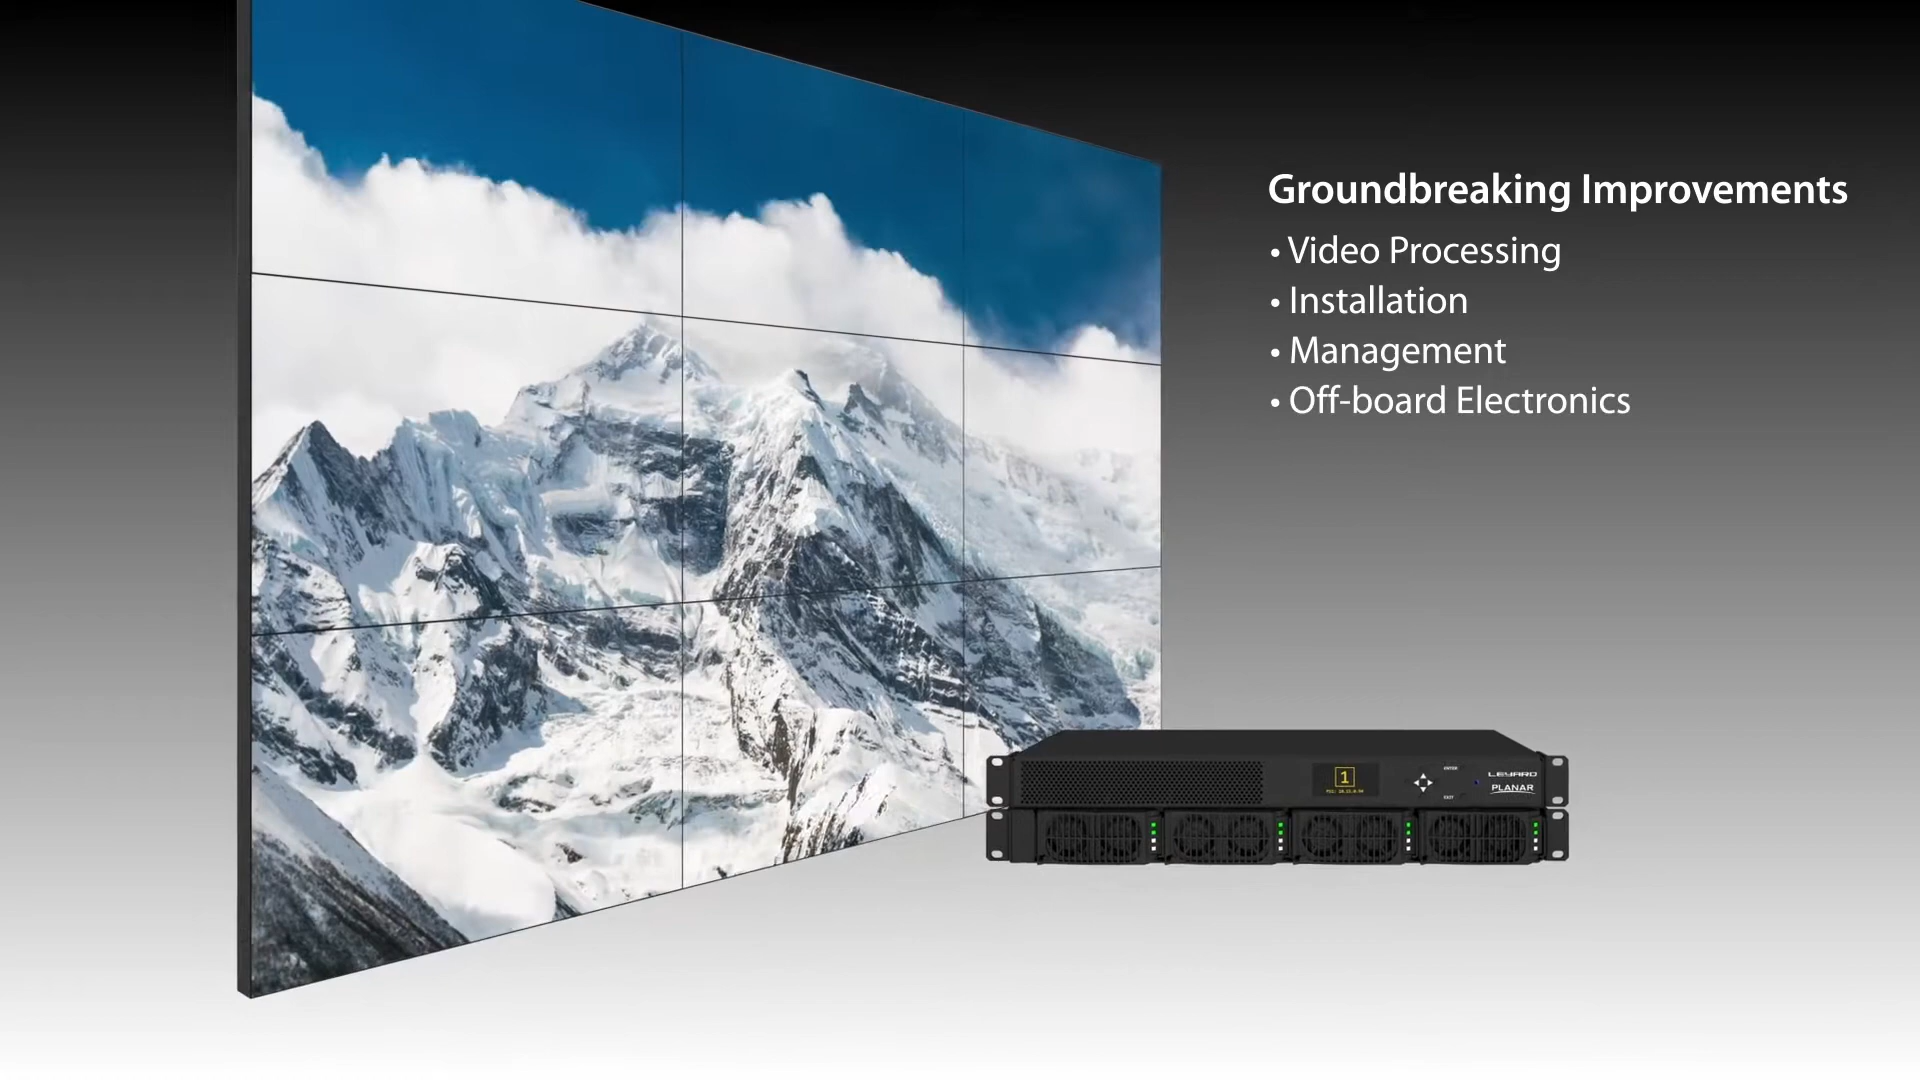 Groundbreaking Improvements
• Video Processing
• Installation
• Management
• Off-board Electronics
1
ENTER
EXIT
LEYARD
PLANAR